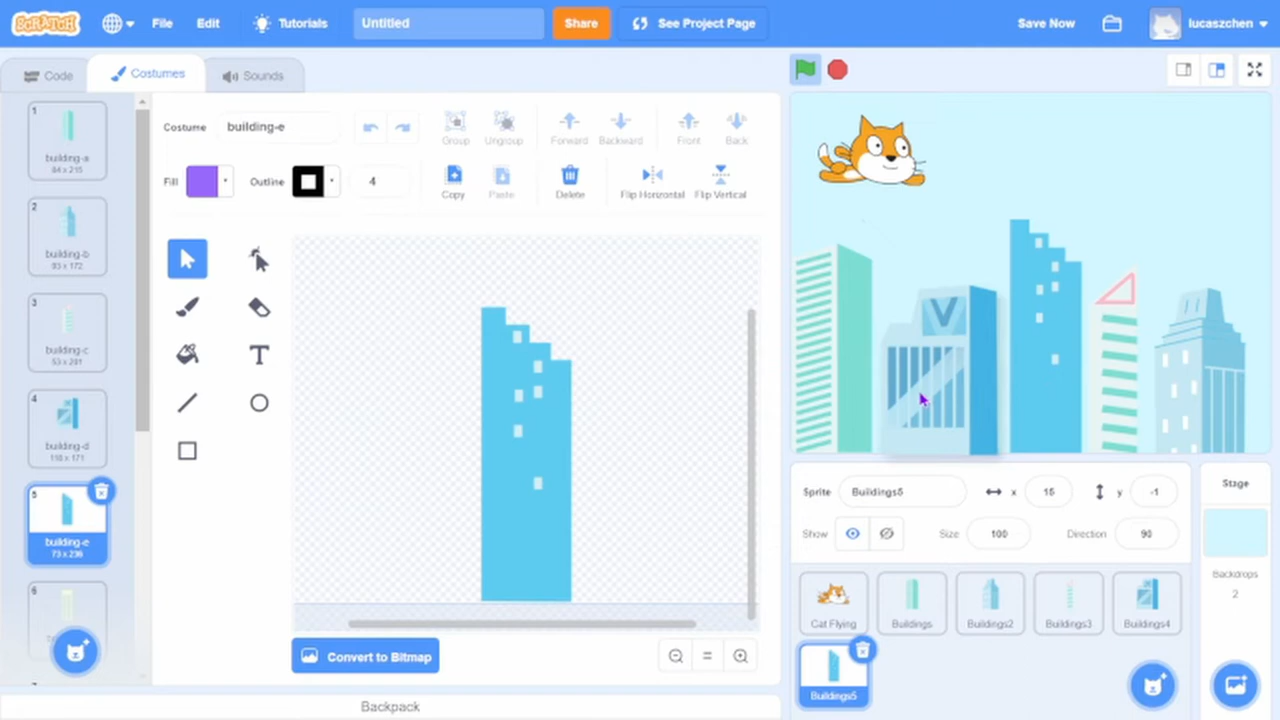 SCRATCH File Edit Tutorials Untitled Share See Project Page Save Now lucaszchen
Code Costumes Sounds
1
building-a
84 x 215
2
building-b
93 x 172
3
building-c
53 x 201
4
building-d
110 x 171
5
building-e
73 x 236
6
Costume building-e
Group Ungroup Forward Backward Front Back
Fill Outline 4
Copy Paste Delete Flip Horizontal Flip Vertical
T
Convert to Bitmap
=
Backpack
Sprite Buildings5 x 15 y -1
Show Size 100 Direction 90
Cat Flying Buildings Buildings2 Buildings3 Buildings4
Buildings5
Stage
Backdrops
2